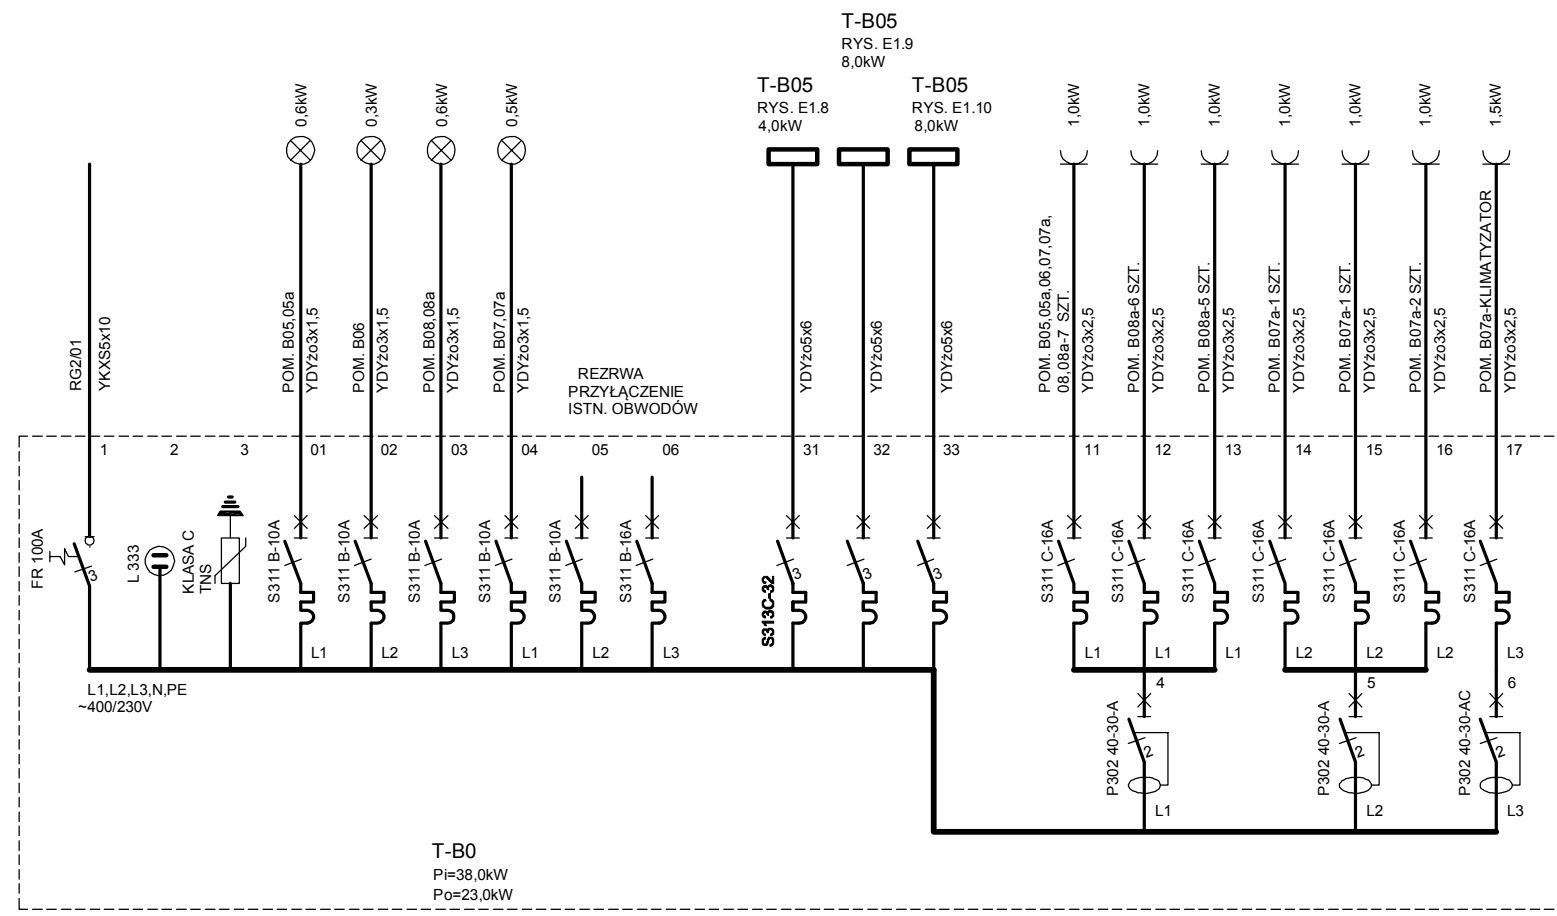 T-B05
RYS. E1.9
8,0kW
T-B05
RYS. E1.8
4,0kW
T-B05
RYS. E1.10
8,0kW
0,6kW
0,3kW
0,6kW
0,5kW
1,0kW
1,0kW
1,0kW
1,0kW
1,0kW
1,0kW
1,5kW
RG2/01
YKXS5x10
POM. B05,05a
YDYżo3x1,5
POM. B06
YDYżo3x1,5
POM. B08,08a
YDYżo3x1,5
POM. B07,07a
YDYżo3x1,5
REZRWA
PRZYŁĄCZENIE
ISTN. OBWODÓW
YDYżo5x6
YDYżo5x6
YDYżo5x6
POM. B05,05a,06,07,07a,
08,08a-7 SZT.
YDYżo3x2,5
POM. B08a-6 SZT.
YDYżo3x2,5
POM. B08a-5 SZT.
YDYżo3x2,5
POM. B07a-1 SZT.
YDYżo3x2,5
POM. B07a-1 SZT.
YDYżo3x2,5
POM. B07a-2 SZT.
YDYżo3x2,5
POM. B07a-KLIMATYZATOR
YDYżo3x2,5
1 2 3 01 02 03 04 05 06 31 32 33 11 12 13 14 15 16 17
FR 100A
3
L 333
KLASA C
TNS
S311 B-10A
S311 B-10A
S311 B-10A
S311 B-10A
S311 B-10A
S311 B-16A
S313C-32
3
3
3
S311 C-16A
S311 C-16A
S311 C-16A
S311 C-16A
S311 C-16A
S311 C-16A
S311 C-16A
L1 L2 L3 L1 L2 L3 L1 L1 L1 L2 L2 L2 L3
L1,L2,L3,N,PE
~400/230V
4 5 6
P302 40-30-A
2
P302 40-30-A
2
P302 40-30-AC
2
L1 L2 L3
T-B0
Pi=38,0kW
Po=23,0kW